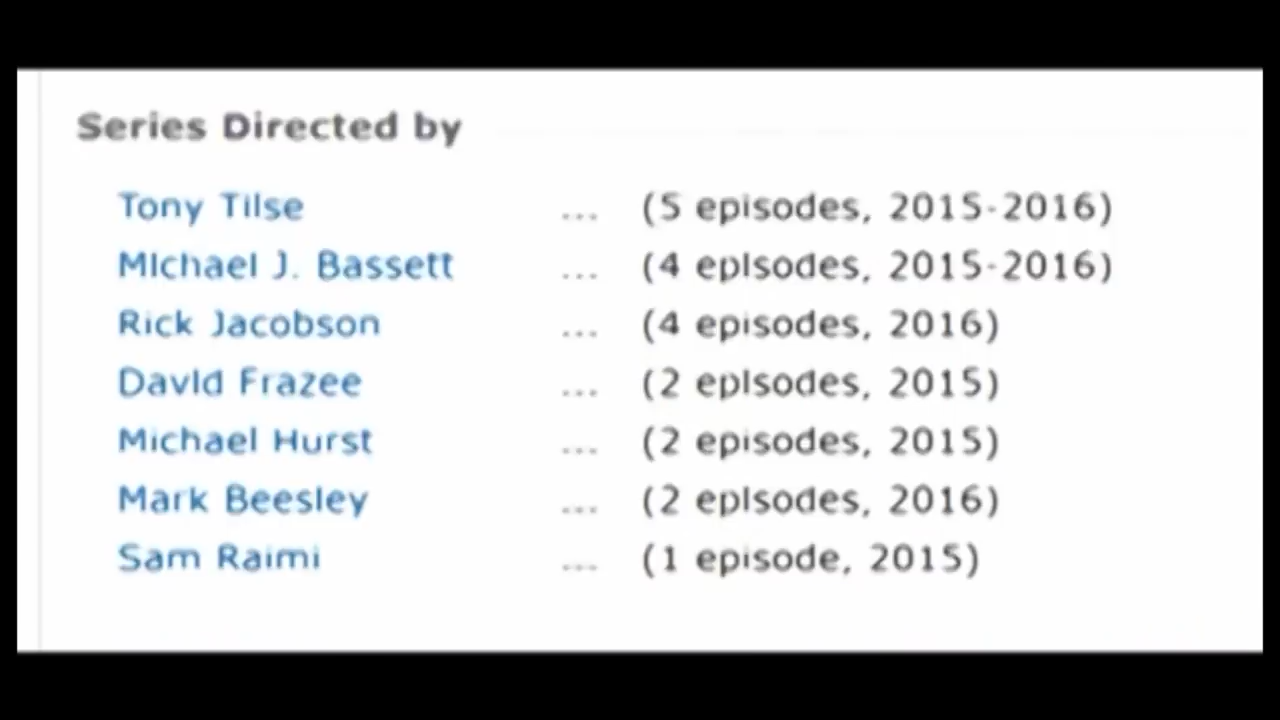 Series Directed by
Tony Tilse ... (5 episodes, 2015-2016)
Michael J. Bassett ... (4 episodes, 2015-2016)
Rick Jacobson ... (4 episodes, 2016)
David Frazee ... (2 episodes, 2015)
Michael Hurst ... (2 episodes, 2015)
Mark Beesley ... (2 episodes, 2016)
Sam Raimi ... (1 episode, 2015)